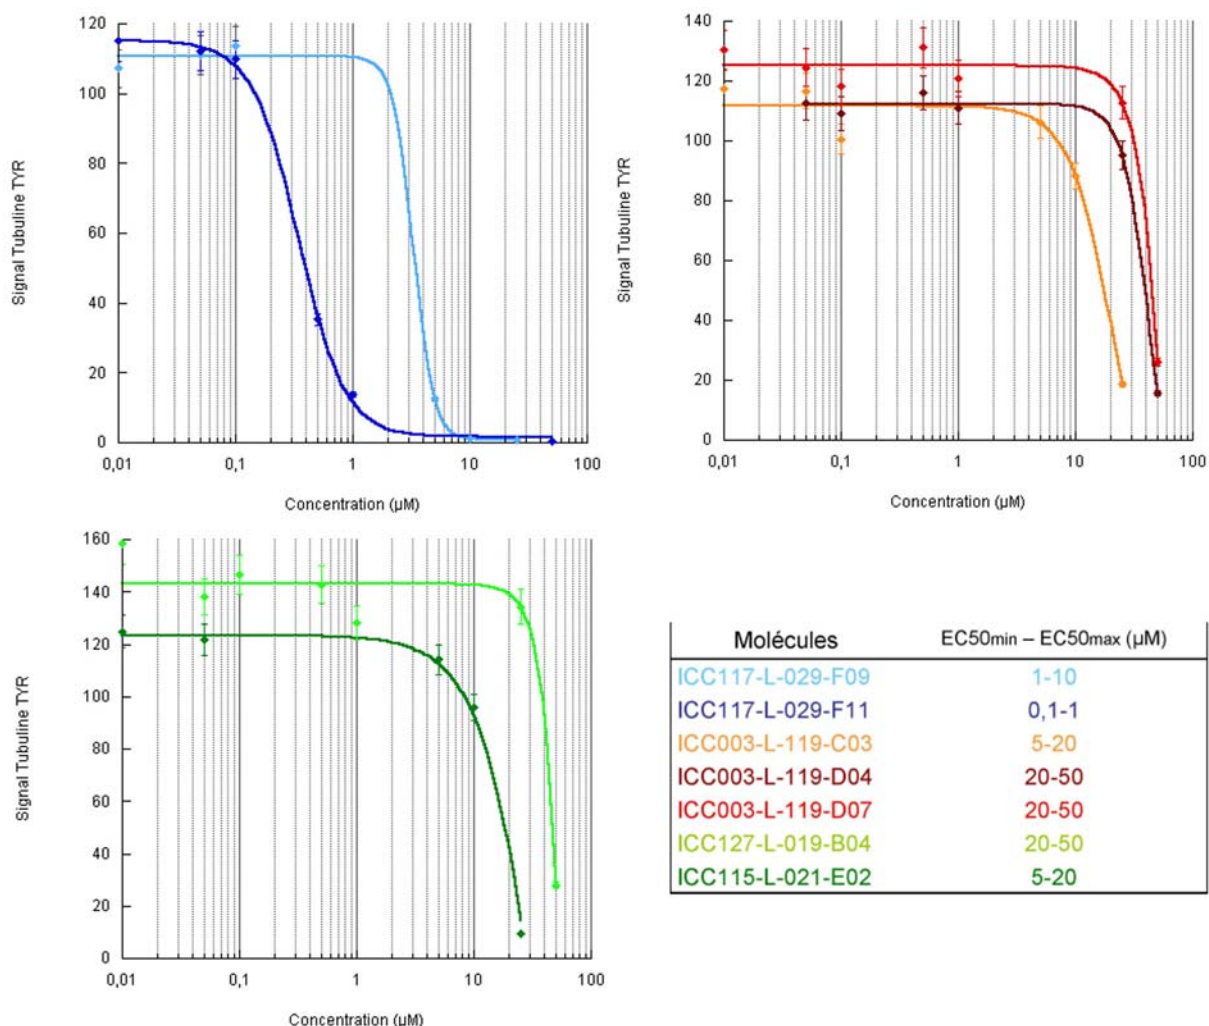 120
100
80
60
40
20
0
Signal Tubuline TYR
0,01 0,1 1 10 100
Concentration (µM)
140
120
100
80
60
40
20
0
Signal Tubuline TYR
0,01 0,1 1 10 100
Concentration (µM)
160
140
120
100
80
60
40
20
0
Signal Tubuline TYR
0,01 0,1 1 10 100
Concentration (µM)
Molécules EC50min – EC50max (µM)
ICC117-L-029-F09 1-10
ICC117-L-029-F11 0,1-1
ICC003-L-119-C03 5-20
ICC003-L-119-D04 20-50
ICC003-L-119-D07 20-50
ICC127-L-019-B04 20-50
ICC115-L-021-E02 5-20